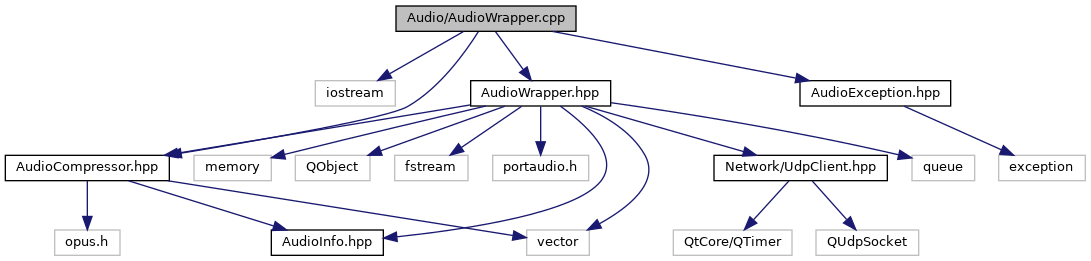 Audio/AudioWrapper.cpp
iostream
AudioWrapper.hpp
AudioException.hpp
AudioCompressor.hpp
memory
QObject
fstream
portaudio.h
Network/UdpClient.hpp
queue
exception
opus.h
AudioInfo.hpp
vector
QtCore/QTimer
QUdpSocket